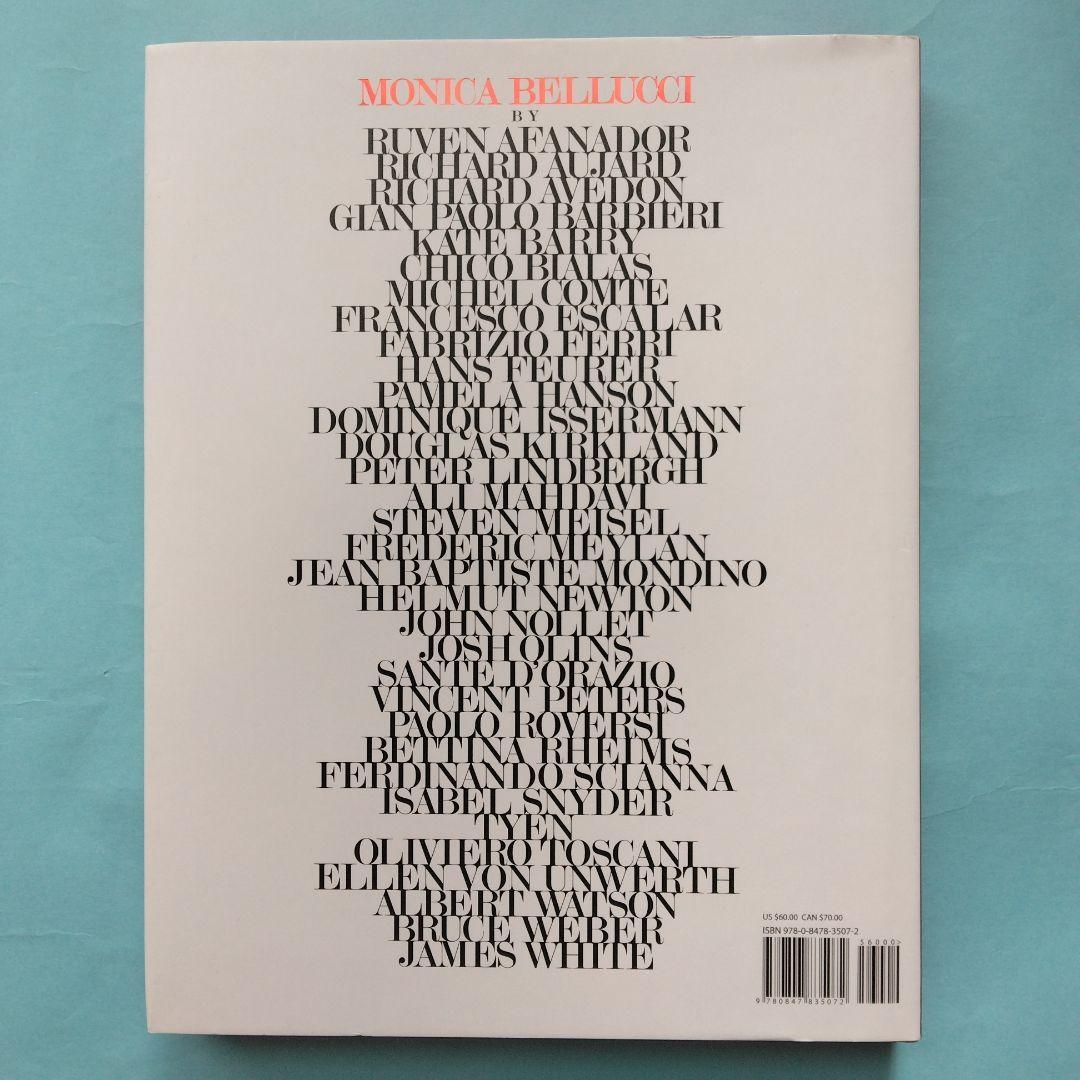 MONICA BELLUCCI
BY
RUVEN AFANADOR
RICHARD AUJARD
RICHARD AVEDON
GIAN PAOLO BARBIERI
KATE BARRY
CHICO BIALAS
MICHEL COMTE
FRANCESCO ESCALAR
FABRIZIO FERRI
HANS FEURER
PAMELA HANSON
DOMINIQUE ISSERMANN
DOUGLAS KIRKLAND
PETER LINDBERGH
ALI MAHDAVI
STEVEN MEISEL
FREDERIC MEYLAN
JEAN BAPTISTE MONDINO
HELMUT NEWTON
JOHN NOLLET
JOSH OLINS
SANTE D'ORAZIO
VINCENT PETERS
PAOLO ROVERSI
BETTINA RHEIMS
FERDINANDO SCIANNA
ISABEL SNYDER
TYEN
OLIVIERO TOSCANI
ELLEN VON UNWERTH
ALBERT WATSON
BRUCE WEBER
JAMES WHITE
US $60.00 CAN $70.00
ISBN 978-0-8478-3507-2
56000>
9 780847 835072